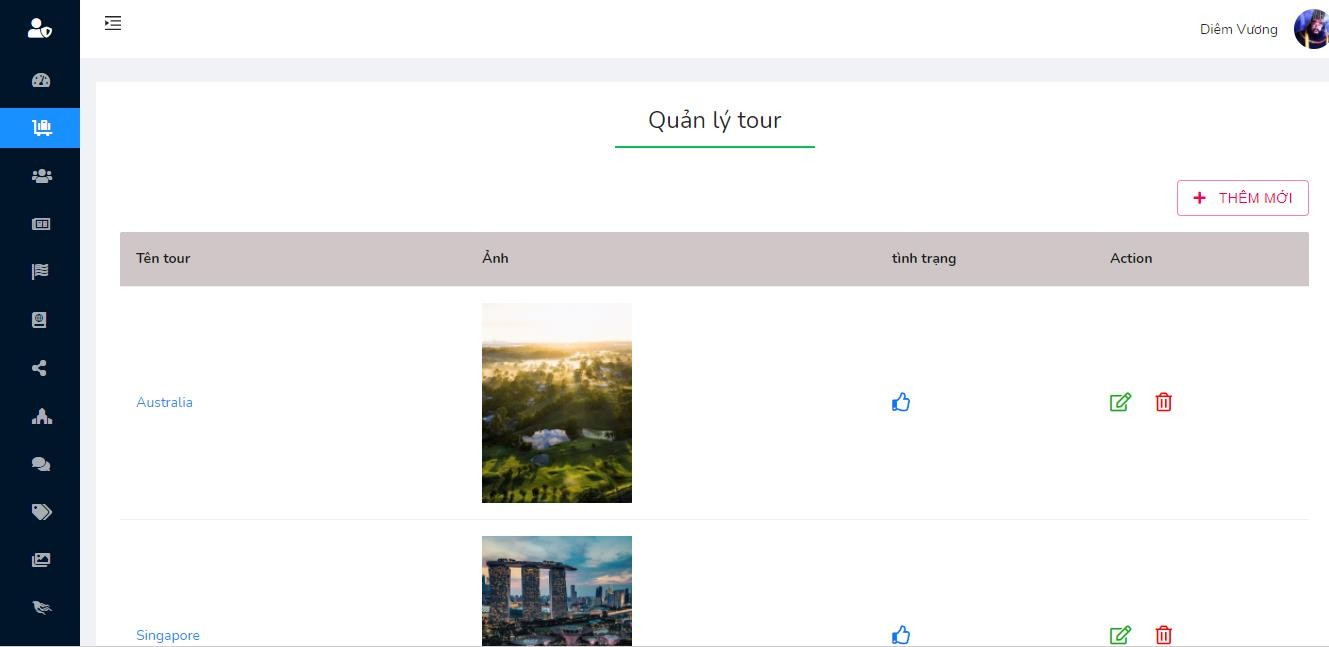 Diêm Vương
Quản lý tour
THÊM MỚI
Tên tour Ảnh tình trạng Action
Australia
Singapore